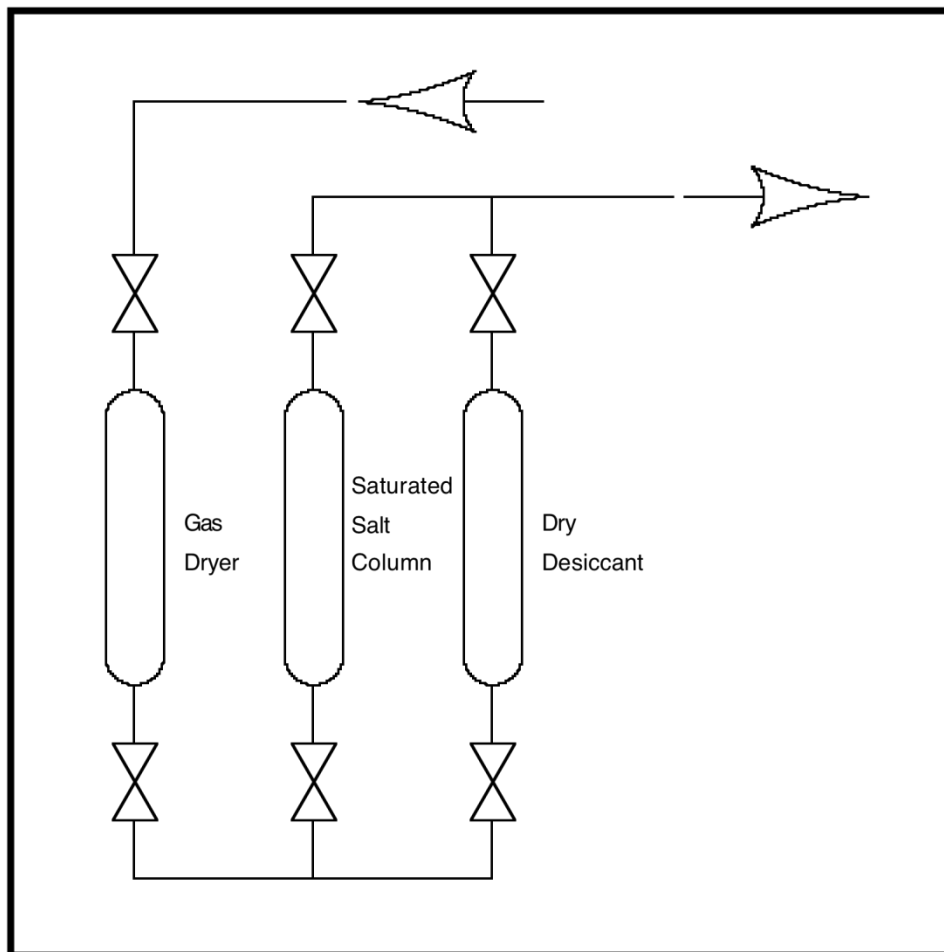 Gas
Dryer
Saturated
Salt
Column
Dry
Desiccant